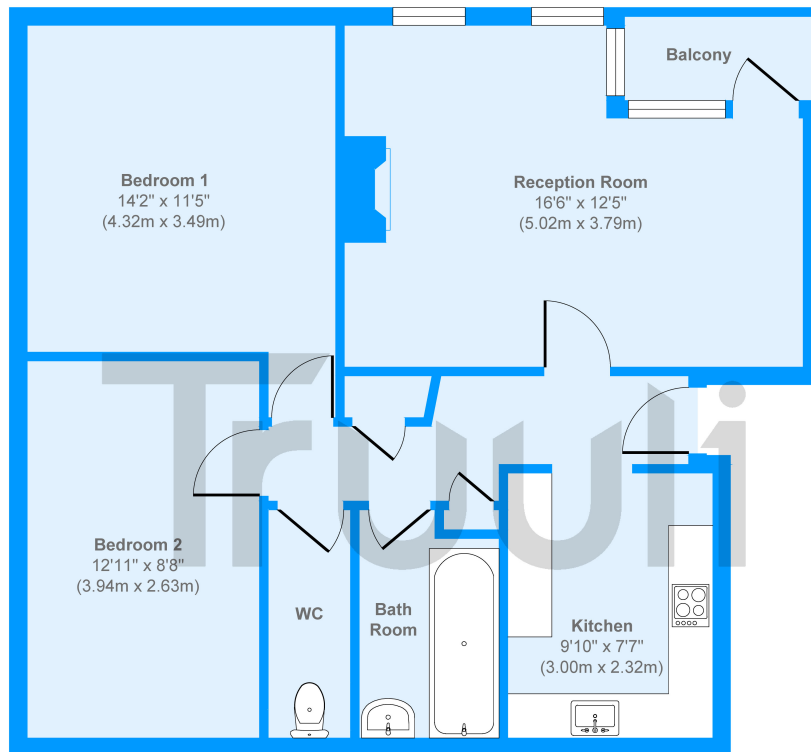 Balcony
Bedroom 1
14'2" x 11'5"
(4.32m x 3.49m)
Reception Room
16'6" x 12'5"
(5.02m x 3.79m)
Truuli
Bedroom 2
12'11" x 8'8"
(3.94m x 2.63m)
WC
Bath
Room
Kitchen
9'10" x 7'7"
(3.00m x 2.32m)